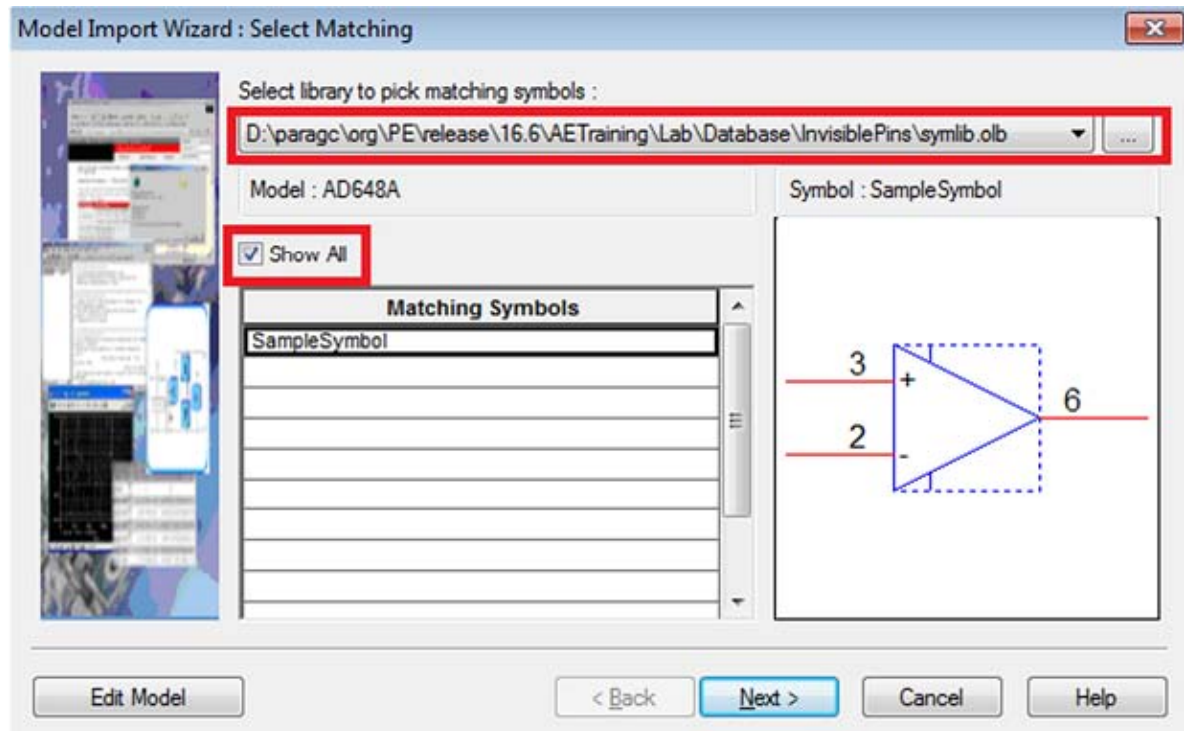 Model Import Wizard : Select Matching
Select library to pick matching symbols :
D:\paragc\org\PE\release\16.6\AETraining\Lab\Database\InvisiblePins\symlib.olb
...
Model : AD648A
Symbol : SampleSymbol
Show All
Matching Symbols
SampleSymbol
3
+
6
2
-
Edit Model
< Back
Next >
Cancel
Help